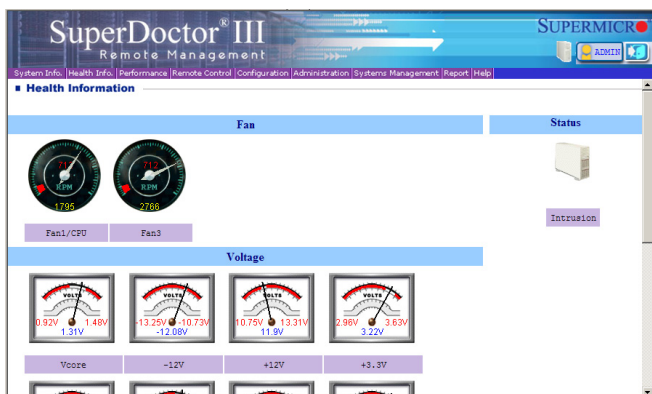 SuperDoctor® III
Remote Management
SUPERMICRO
ADMIN
System Info. |Health Info. |Performance |Remote Control |Configuration |Administration |Systems Management |Report |Help|
Health Information
Fan
Status
712
RPM
1795
712
RPM
2766
Fan1/CPU
Fan3
Intrusion
Voltage
VOLTS
0.92V
1.48V
1.31V
VOLTS
-13.25V
-10.73V
-12.08V
VOLTS
10.75V
13.31V
11.9V
VOLTS
2.96V
3.63V
3.22V
Vcore
-12V
+12V
+3.3V